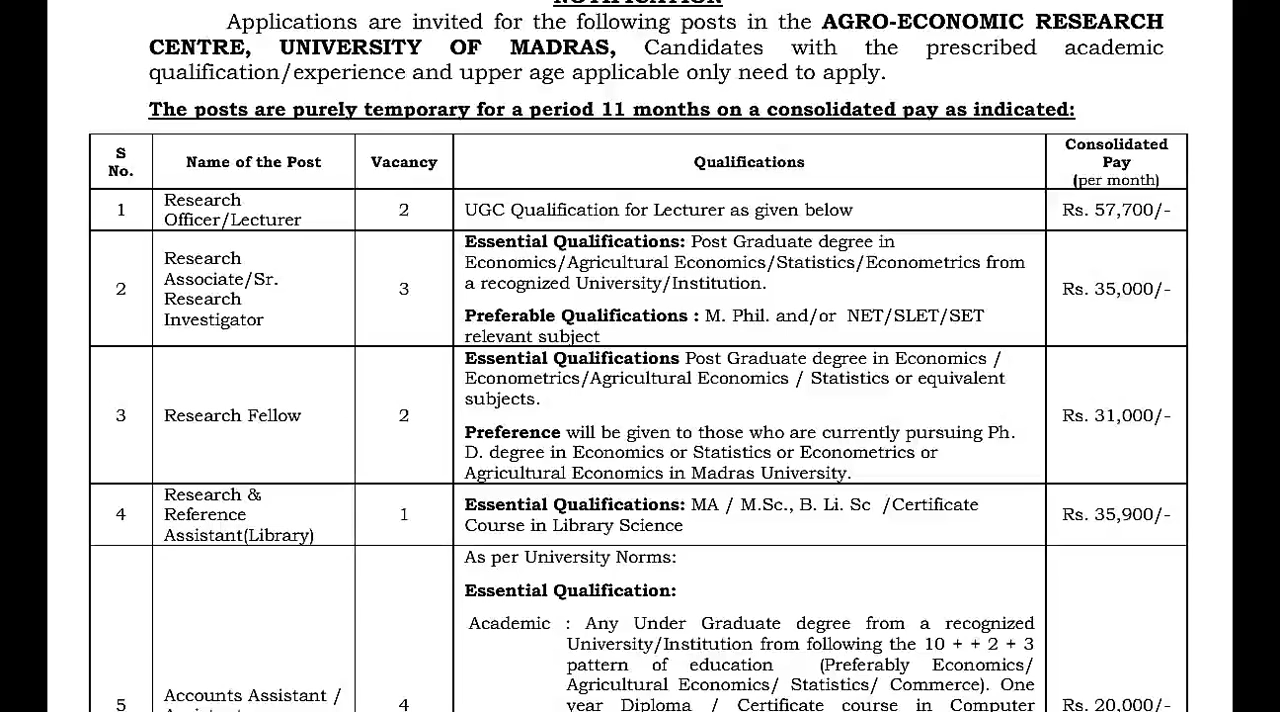 NOTIFICATION
Applications are invited for the following posts in the AGRO-ECONOMIC RESEARCH
CENTRE, UNIVERSITY OF MADRAS, Candidates with the prescribed academic
qualification/experience and upper age applicable only need to apply.
The posts are purely temporary for a period 11 months on a consolidated pay as indicated:
S No. Name of the Post Vacancy Qualifications Consolidated Pay (per month)
1 Research Officer/Lecturer 2 UGC Qualification for Lecturer as given below Rs. 57,700/-
2 Research Associate/Sr. Research Investigator 3 Essential Qualifications: Post Graduate degree in
Economics/Agricultural Economics/Statistics/Econometrics from
a recognized University/Institution.
Preferable Qualifications : M. Phil. and/or NET/SLET/SET
relevant subject
Rs. 35,000/-
3 Research Fellow 2 Essential Qualifications Post Graduate degree in Economics /
Econometrics/Agricultural Economics / Statistics or equivalent
subjects.
Preference will be given to those who are currently pursuing Ph.
D. degree in Economics or Statistics or Econometrics or
Agricultural Economics in Madras University.
Rs. 31,000/-
4 Research & Reference Assistant(Library) 1 Essential Qualifications: MA / M.Sc., B. Li. Sc /Certificate
Course in Library Science
Rs. 35,900/-
5 Accounts Assistant / 4 As per University Norms:
Essential Qualification:
Academic : Any Under Graduate degree from a recognized
University/Institution from following the 10 + + 2 + 3
pattern of education (Preferably Economics/
Agricultural Economics/ Statistics/ Commerce). One
year Diploma / Certificate course in Computer
Rs. 20,000/-